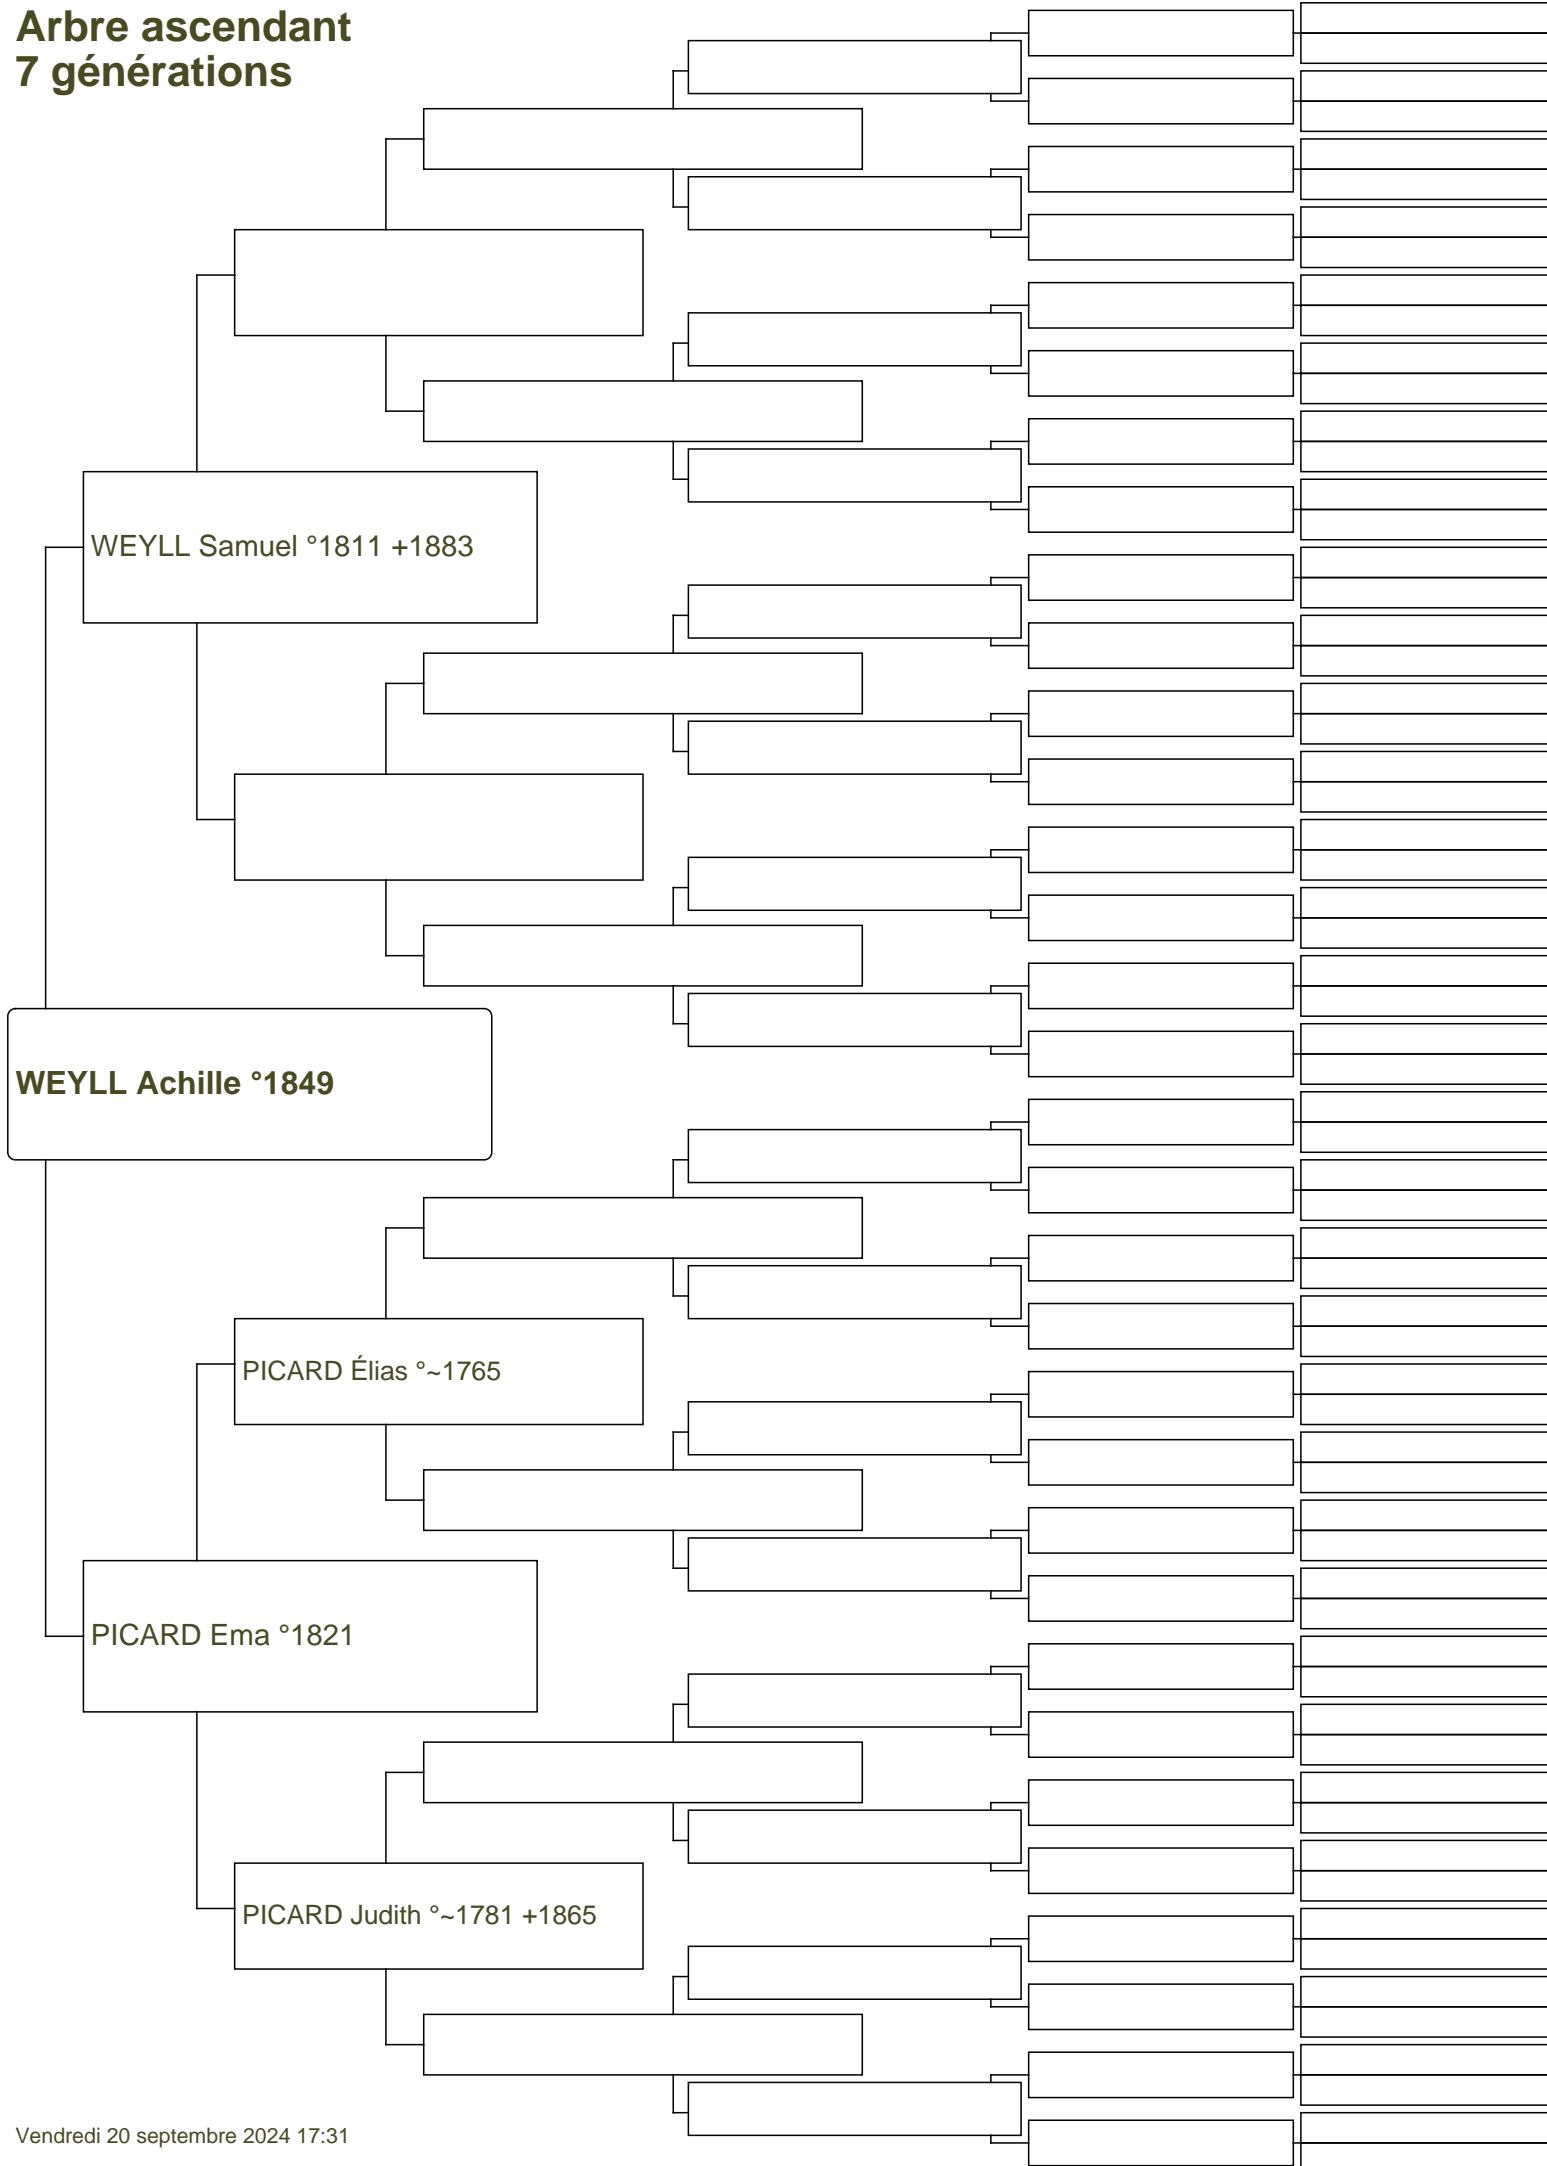 Arbre ascendant
7 générations
WEYLL Samuel °1811 +1883
WEYLL Achille °1849
PICARD Élias °~1765
PICARD Ema °1821
PICARD Judith °~1781 +1865
Vendredi 20 septembre 2024 17:31